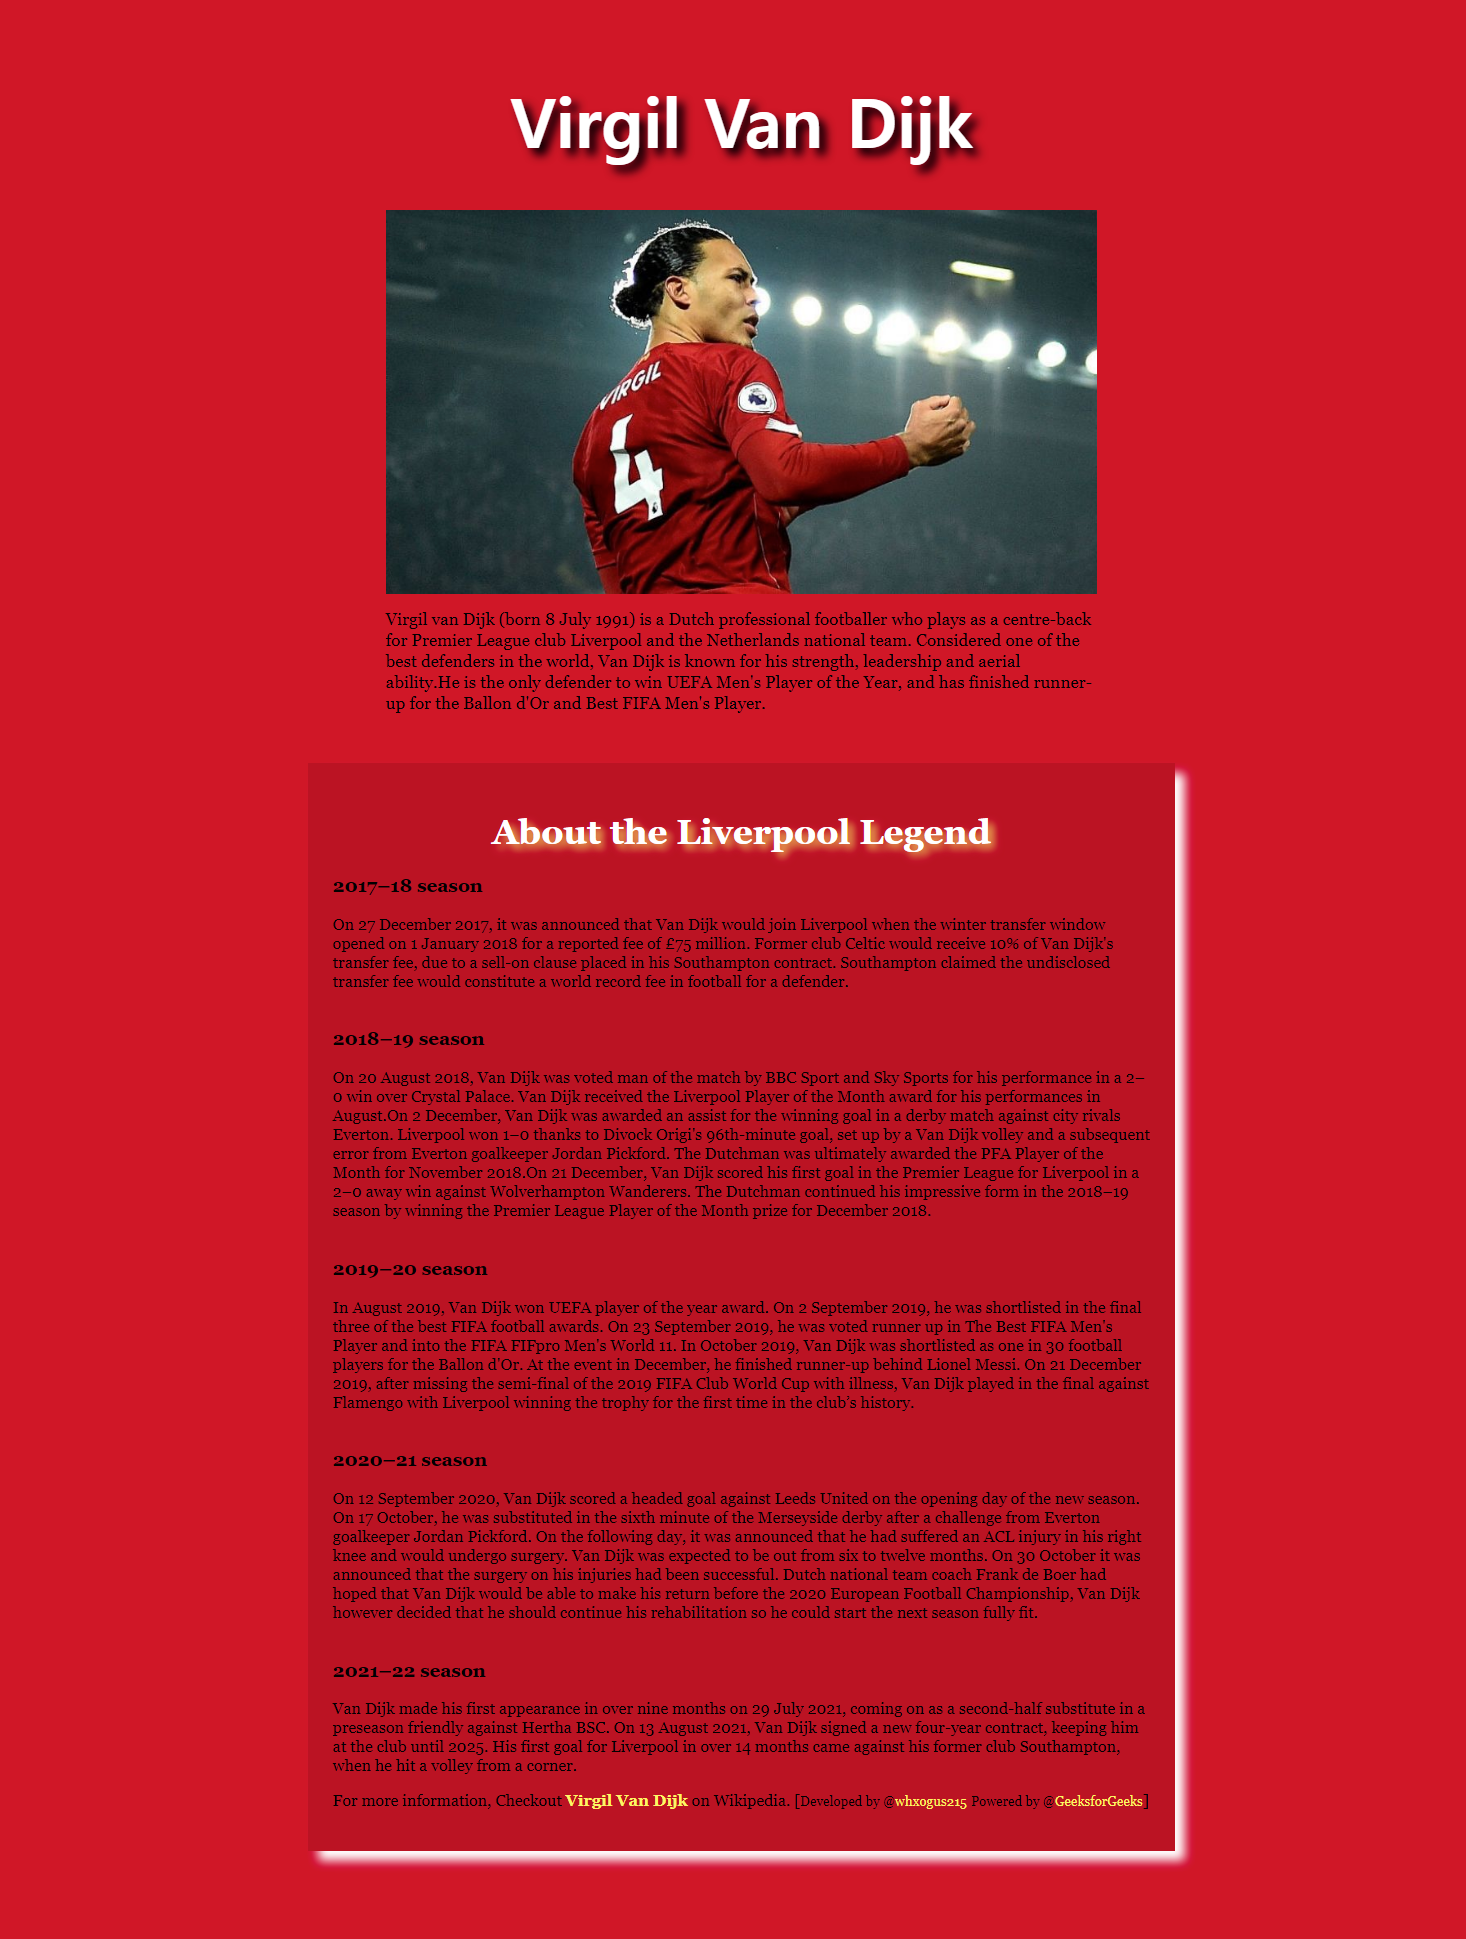 Virgil Van Dijk
VIRGIL
4
Virgil van Dijk (born 8 July 1991) is a Dutch professional footballer who plays as a centre-back
for Premier League club Liverpool and the Netherlands national team. Considered one of the
best defenders in the world, Van Dijk is known for his strength, leadership and aerial
ability.He is the only defender to win UEFA Men's Player of the Year, and has finished runner-
up for the Ballon d'Or and Best FIFA Men's Player.
About the Liverpool Legend
2017–18 season
On 27 December 2017, it was announced that Van Dijk would join Liverpool when the winter transfer window
opened on 1 January 2018 for a reported fee of £75 million. Former club Celtic would receive 10% of Van Dijk's
transfer fee, due to a sell-on clause placed in his Southampton contract. Southampton claimed the undisclosed
transfer fee would constitute a world record fee in football for a defender.
2018–19 season
On 20 August 2018, Van Dijk was voted man of the match by BBC Sport and Sky Sports for his performance in a 2–
0 win over Crystal Palace. Van Dijk received the Liverpool Player of the Month award for his performances in
August.On 2 December, Van Dijk was awarded an assist for the winning goal in a derby match against city rivals
Everton. Liverpool won 1–0 thanks to Divock Origi's 96th-minute goal, set up by a Van Dijk volley and a subsequent
error from Everton goalkeeper Jordan Pickford. The Dutchman was ultimately awarded the PFA Player of the
Month for November 2018.On 21 December, Van Dijk scored his first goal in the Premier League for Liverpool in a
2–0 away win against Wolverhampton Wanderers. The Dutchman continued his impressive form in the 2018–19
season by winning the Premier League Player of the Month prize for December 2018.
2019–20 season
In August 2019, Van Dijk won UEFA player of the year award. On 2 September 2019, he was shortlisted in the final
three of the best FIFA football awards. On 23 September 2019, he was voted runner up in The Best FIFA Men's
Player and into the FIFA FIFpro Men's World 11. In October 2019, Van Dijk was shortlisted as one in 30 football
players for the Ballon d'Or. At the event in December, he finished runner-up behind Lionel Messi. On 21 December
2019, after missing the semi-final of the 2019 FIFA Club World Cup with illness, Van Dijk played in the final against
Flamengo with Liverpool winning the trophy for the first time in the club’s history.
2020–21 season
On 12 September 2020, Van Dijk scored a headed goal against Leeds United on the opening day of the new season.
On 17 October, he was substituted in the sixth minute of the Merseyside derby after a challenge from Everton
goalkeeper Jordan Pickford. On the following day, it was announced that he had suffered an ACL injury in his right
knee and would undergo surgery. Van Dijk was expected to be out from six to twelve months. On 30 October it was
announced that the surgery on his injuries had been successful. Dutch national team coach Frank de Boer had
hoped that Van Dijk would be able to make his return before the 2020 European Football Championship, Van Dijk
however decided that he should continue his rehabilitation so he could start the next season fully fit.
2021–22 season
Van Dijk made his first appearance in over nine months on 29 July 2021, coming on as a second-half substitute in a
preseason friendly against Hertha BSC. On 13 August 2021, Van Dijk signed a new four-year contract, keeping him
at the club until 2025. His first goal for Liverpool in over 14 months came against his former club Southampton,
when he hit a volley from a corner.
For more information, Checkout Virgil Van Dijk on Wikipedia. [Developed by @whxogus215 Powered by @GeeksforGeeks]